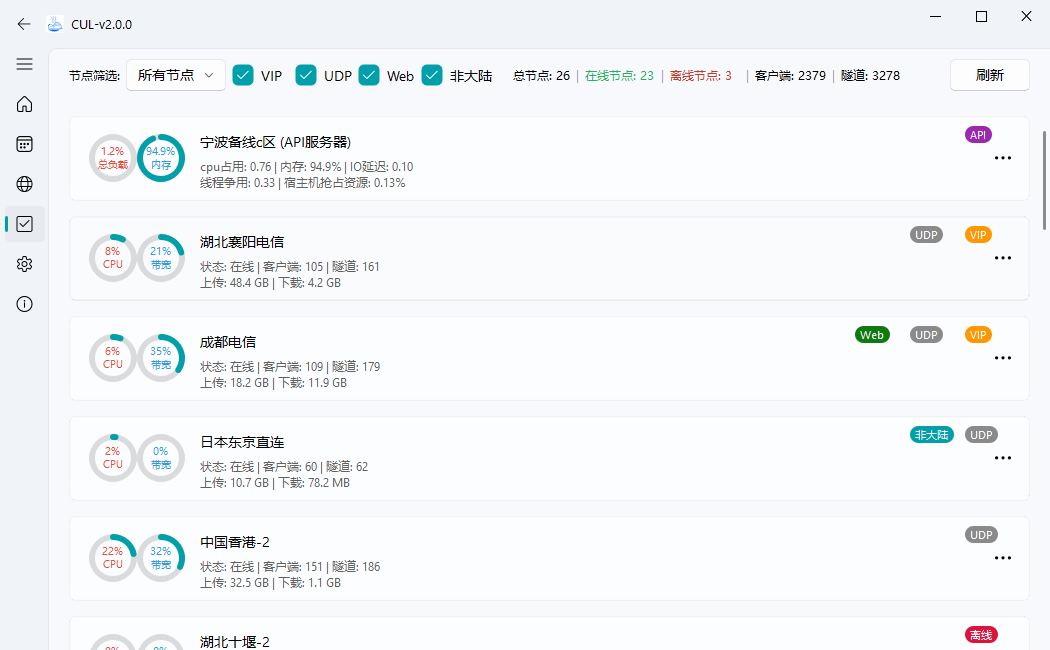 CUL-v2.0.0
节点筛选: 所有节点 VIP UDP Web 非大陆 总节点: 26 | 在线节点: 23 | 离线节点: 3 | 客户端: 2379 | 隧道: 3278 刷新
1.2% 总负载
94.9% 内存
宁波备线c区 (API服务器)
API
cpu占用: 0.76 | 内存: 94.9% | IO延迟: 0.10
线程争用: 0.33 | 宿主机抢占资源: 0.13%
8% CPU
21% 带宽
湖北襄阳电信
UDP VIP
状态: 在线 | 客户端: 105 | 隧道: 161
上传: 48.4 GB | 下载: 4.2 GB
6% CPU
35% 带宽
成都电信
Web UDP VIP
状态: 在线 | 客户端: 109 | 隧道: 179
上传: 18.2 GB | 下载: 11.9 GB
2% CPU
0% 带宽
日本东京直连
非大陆 UDP
状态: 在线 | 客户端: 60 | 隧道: 62
上传: 10.7 GB | 下载: 78.2 MB
22% CPU
32% 带宽
中国香港-2
UDP
状态: 在线 | 客户端: 151 | 隧道: 186
上传: 32.5 GB | 下载: 1.1 GB
湖北十堰-2
离线